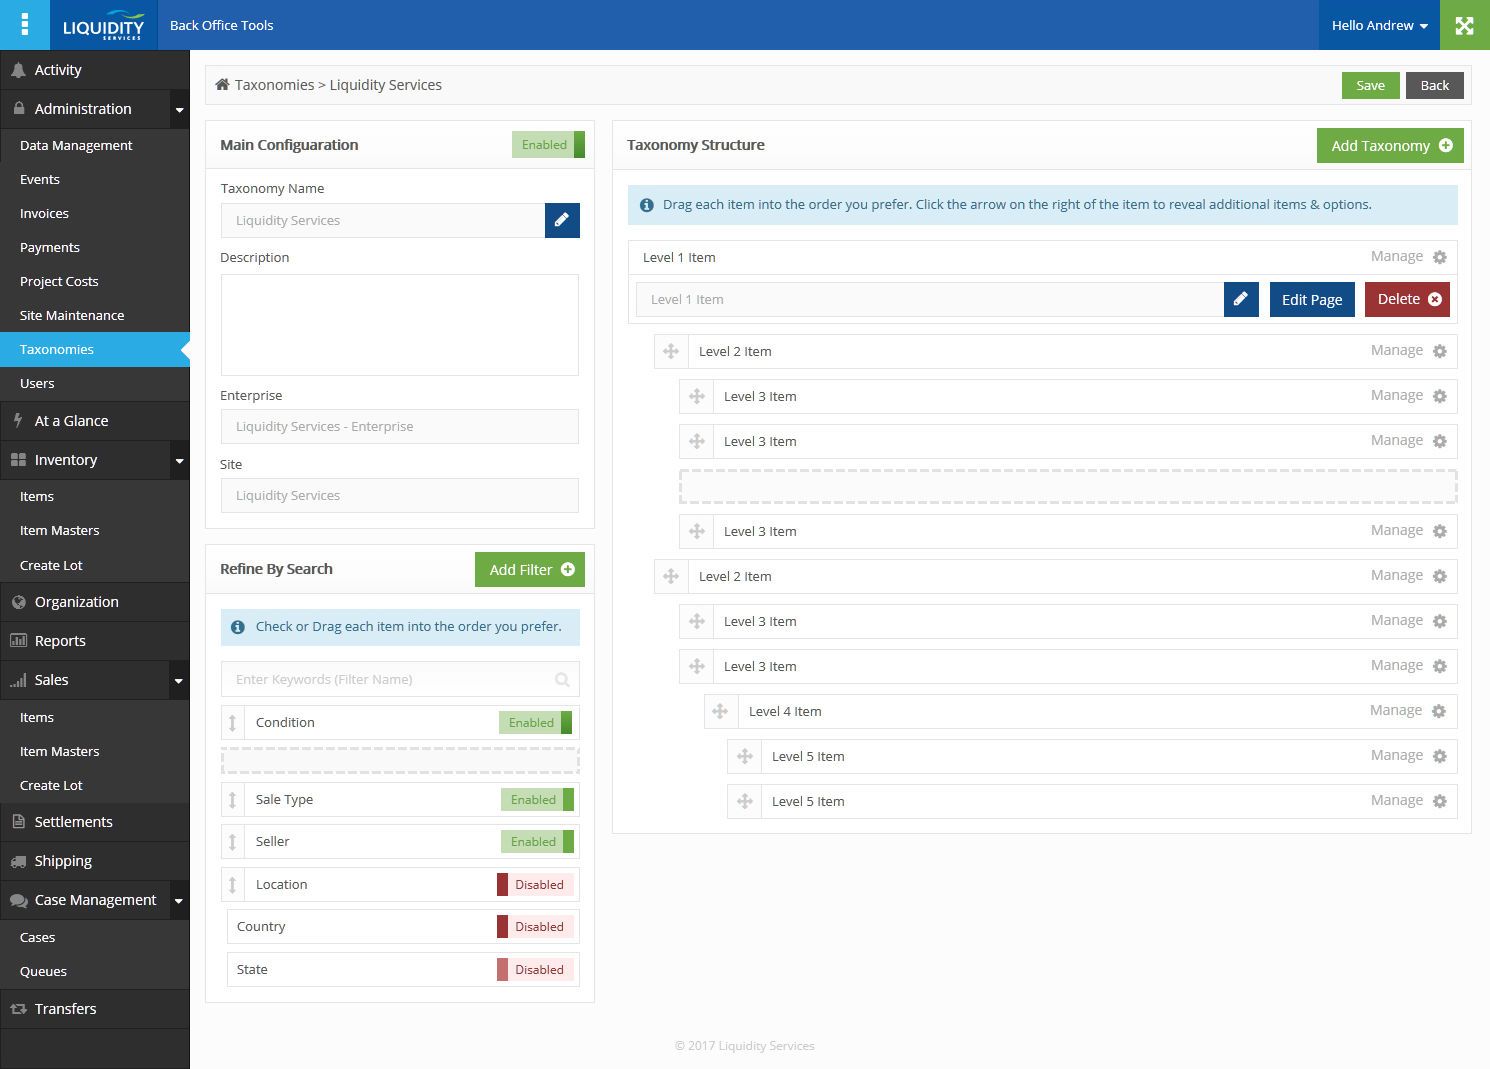 LIQUIDITY
SERVICES
Back Office Tools
Hello Andrew
Activity
Administration
Data Management
Events
Invoices
Payments
Project Costs
Site Maintenance
Taxonomies
Users
At a Glance
Inventory
Items
Item Masters
Create Lot
Organization
Reports
Sales
Items
Item Masters
Create Lot
Settlements
Shipping
Case Management
Cases
Queues
Transfers
Taxonomies > Liquidity Services
Save
Back
Main Configuaration
Enabled
Taxonomy Name
Liquidity Services
Description
Enterprise
Liquidity Services - Enterprise
Site
Liquidity Services
Refine By Search
Add Filter
Check or Drag each item into the order you prefer.
Enter Keywords (Filter Name)
Condition Enabled
Sale Type Enabled
Seller Enabled
Location Disabled
Country Disabled
State Disabled
Taxonomy Structure
Add Taxonomy
Drag each item into the order you prefer. Click the arrow on the right of the item to reveal additional items & options.
Level 1 Item Manage
Level 1 Item Edit Page Delete
Level 2 Item Manage
Level 3 Item Manage
Level 3 Item Manage
Level 3 Item Manage
Level 2 Item Manage
Level 3 Item Manage
Level 3 Item Manage
Level 4 Item Manage
Level 5 Item Manage
Level 5 Item Manage
© 2017 Liquidity Services